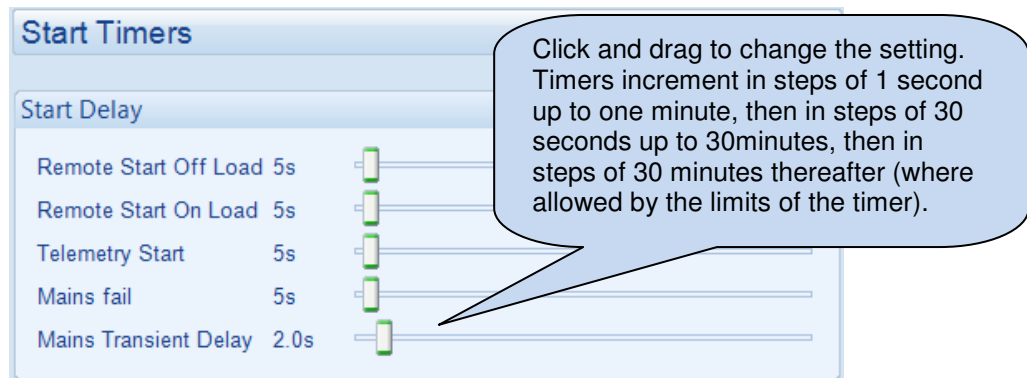 Start Timers
Click and drag to change the setting.
Timers increment in steps of 1 second
up to one minute, then in steps of 30
seconds up to 30minutes, then in
steps of 30 minutes thereafter (where
allowed by the limits of the timer).
Start Delay
Remote Start Off Load 5s
Remote Start On Load 5s
Telemetry Start 5s
Mains fail 5s
Mains Transient Delay 2.0s